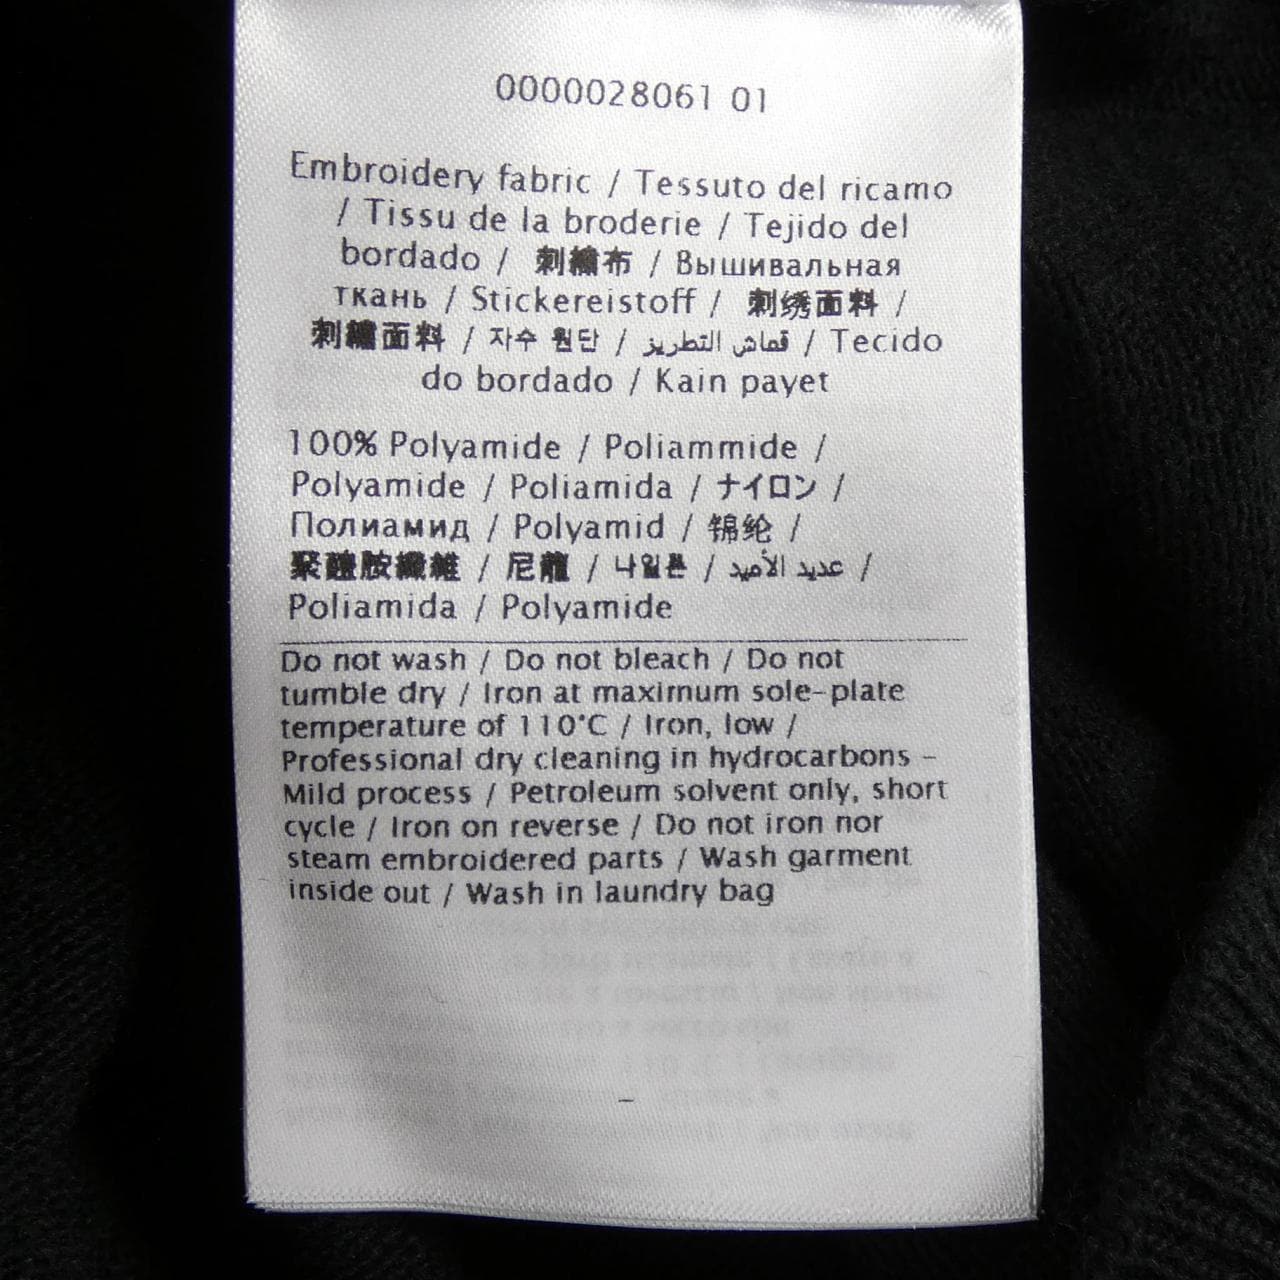 0000028061 01
Embroidery fabric / Tessuto del ricamo
/ Tissu de la broderie / Tejido del
bordado / 刺繍布 / Вышивальная
ткань / Stickereistoff / 刺绣面料 /
刺繡面料 / 자수 원단 / قماش التطريز / Tecido
do bordado / Kain payet
100% Polyamide / Poliammide /
Polyamide / Poliamida / ナイロン /
Полиамид / Polyamid / 锦纶 /
聚醯胺纖維 / 尼龍 / 나일론 / عديد الأميد /
Poliamida / Polyamide
Do not wash / Do not bleach / Do not
tumble dry / Iron at maximum sole-plate
temperature of 110°C / Iron, low /
Professional dry cleaning in hydrocarbons -
Mild process / Petroleum solvent only, short
cycle / Iron on reverse / Do not iron nor
steam embroidered parts / Wash garment
inside out / Wash in laundry bag
-